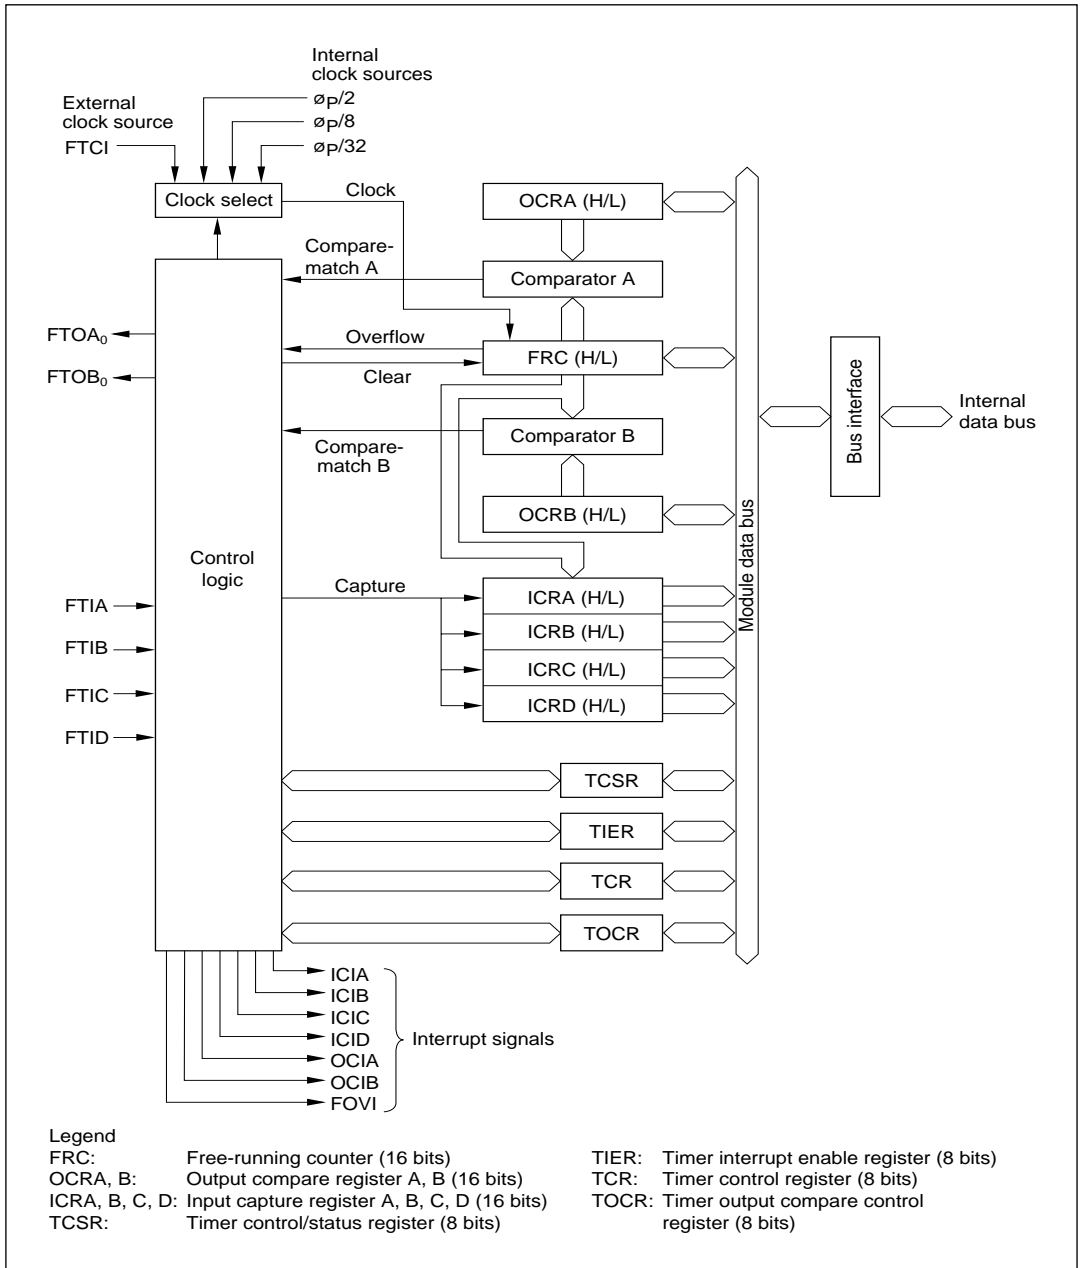 Internal
clock sources
øP/2
External
clock source
øP/8
FTCI
øP/32
Clock select
Clock
OCRA (H/L)
Compare-
match A
Comparator A
FTOA0
Overflow
FRC (H/L)
FTOB0
Clear
Comparator B
Compare-
match B
OCRB (H/L)
Bus interface
Internal
data bus
Module data bus
Control
logic
Capture
ICRA (H/L)
FTIA
ICRB (H/L)
FTIB
ICRC (H/L)
FTIC
ICRD (H/L)
FTID
TCSR
TIER
TCR
TOCR
ICIA
ICIB
ICIC
ICID
Interrupt signals
OCIA
OCIB
FOVI
Legend
FRC: Free-running counter (16 bits)
OCRA, B: Output compare register A, B (16 bits)
ICRA, B, C, D: Input capture register A, B, C, D (16 bits)
TCSR: Timer control/status register (8 bits)
TIER: Timer interrupt enable register (8 bits)
TCR: Timer control register (8 bits)
TOCR: Timer output compare control
register (8 bits)